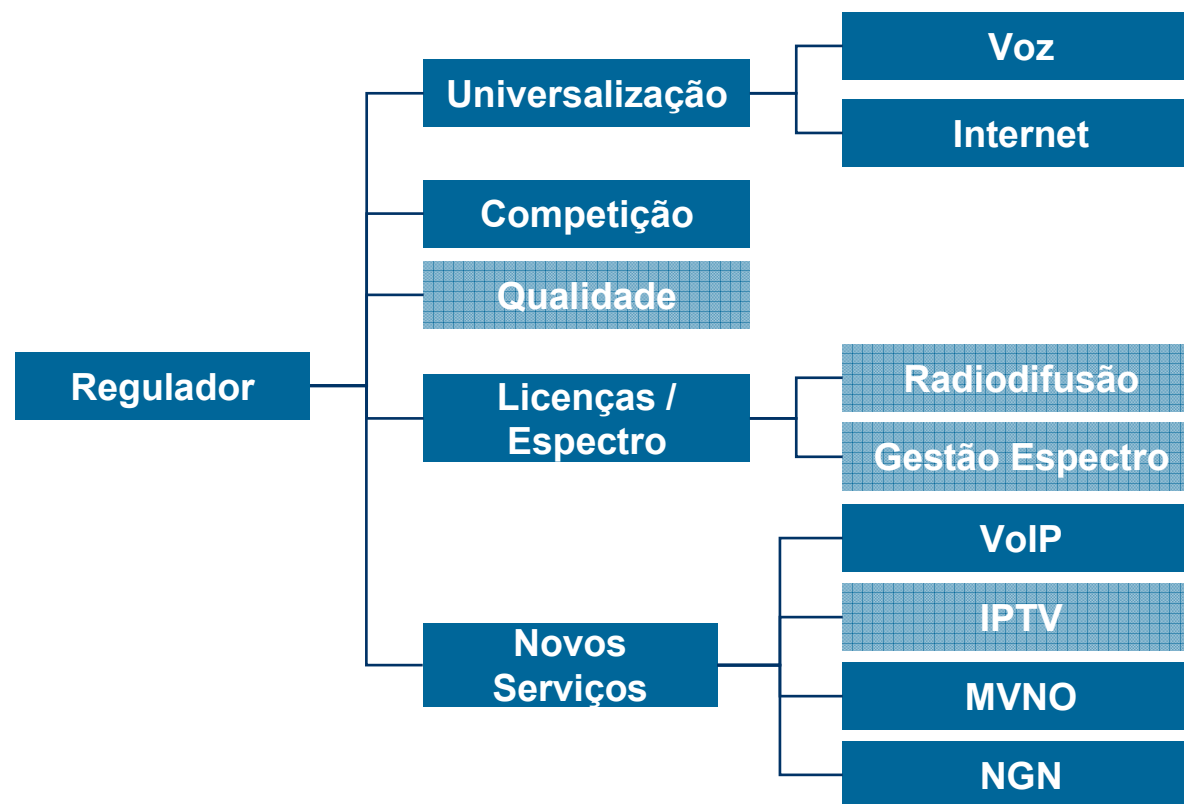 Regulador
Universalização
Voz
Internet
Competição
Qualidade
Licenças /
Espectro
Radiodifusão
Gestão Espectro
Novos
Serviços
VoIP
IPTV
MVNO
NGN